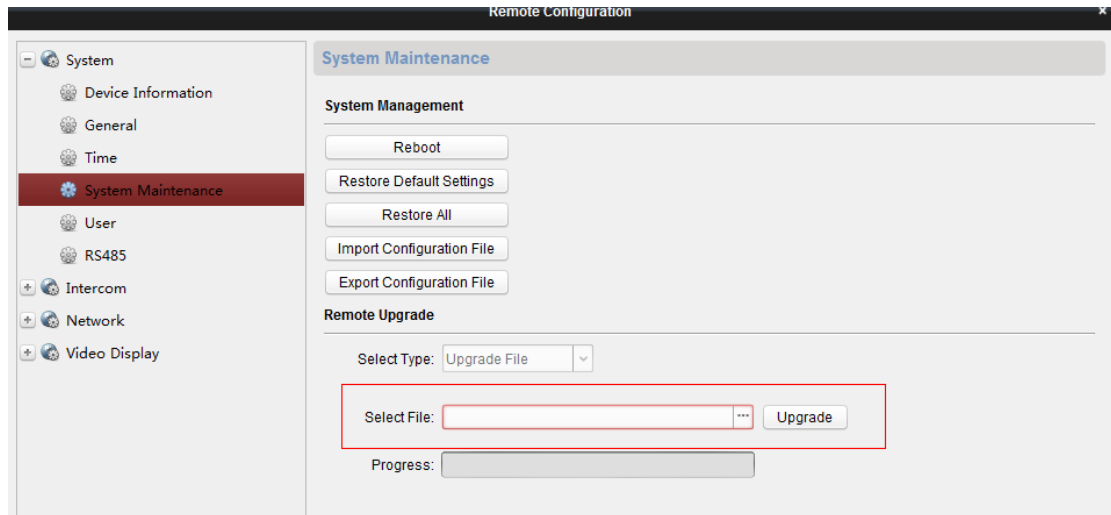 Remote Configuration
×
System
Device Information
General
Time
System Maintenance
User
RS485
Intercom
Network
Video Display
System Maintenance
System Management
Reboot
Restore Default Settings
Restore All
Import Configuration File
Export Configuration File
Remote Upgrade
Select Type: Upgrade File
Select File: ... Upgrade
Progress: